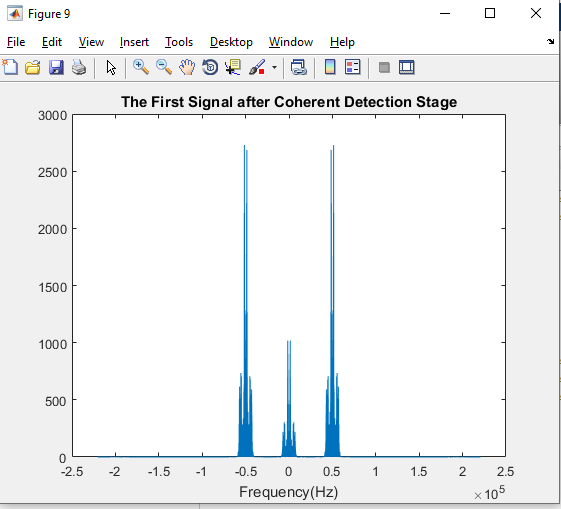 Figure 9
File Edit View Insert Tools Desktop Window Help
The First Signal after Coherent Detection Stage
3000
2500
2000
1500
1000
500
0
-2.5 -2 -1.5 -1 -0.5 0 0.5 1 1.5 2 2.5
Frequency(Hz)
×10^5